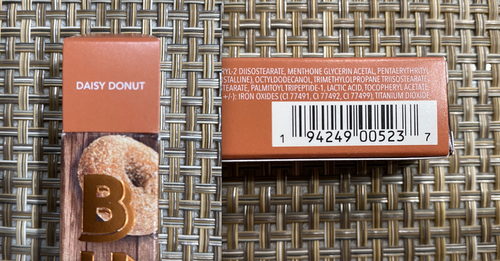 DAISY DONUT
B
YL-2 DIISOSTEARATE, MENTHONE GLYCERIN ACETAL, PENTAERYTHRITYL
STALLINE), OCTYLDODECANOL, TRIMETHYLOLPROPANE TRIISOSTEARATE,
TEARATE, PALMITOYL TRIPEPTIDE-1, LACTIC ACID, TOCOPHERYL ACETATE
+/-): IRON OXIDES (CI 77491, CI 77492, CI 77499), TITANIUM DIOXIDE
1 94249 00523 7